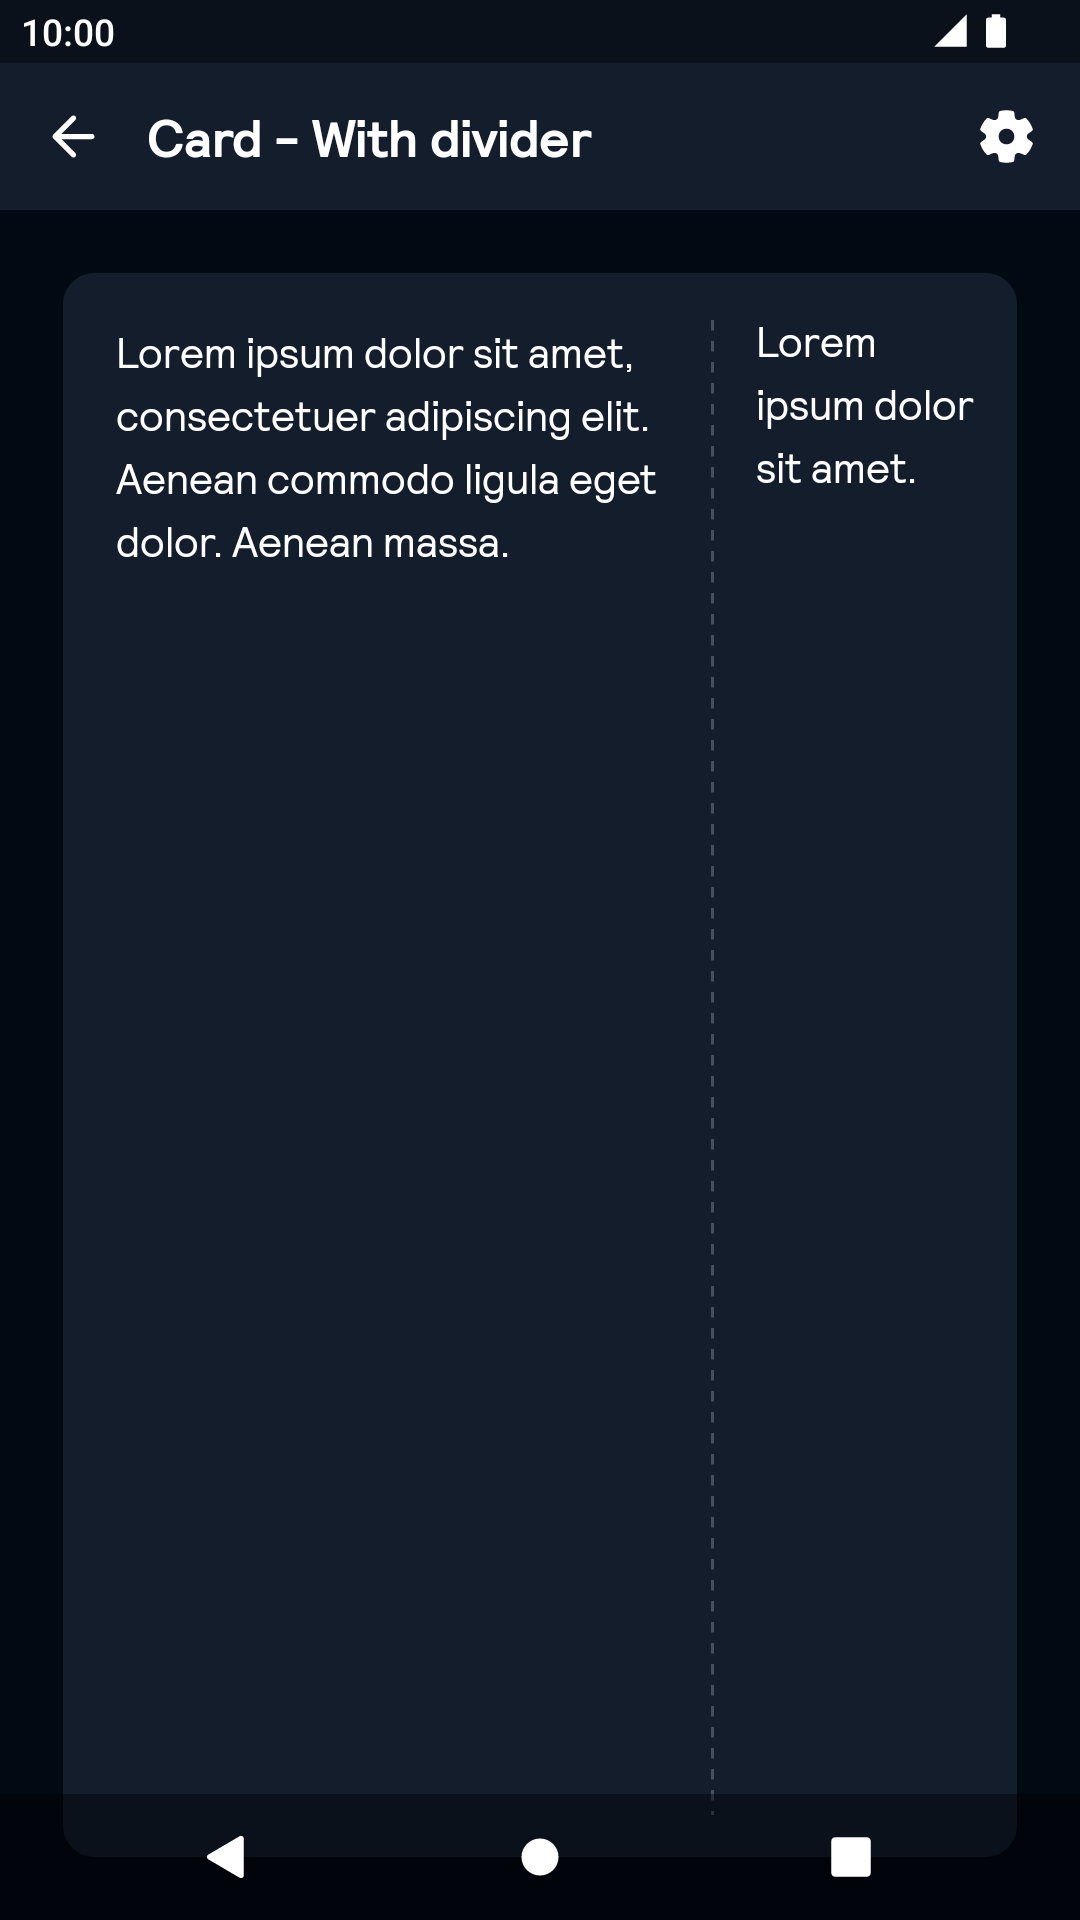 10:00
Card - With divider
Lorem ipsum dolor sit amet,
consectetuer adipiscing elit.
Aenean commodo ligula eget
dolor. Aenean massa.
Lorem
ipsum dolor
sit amet.